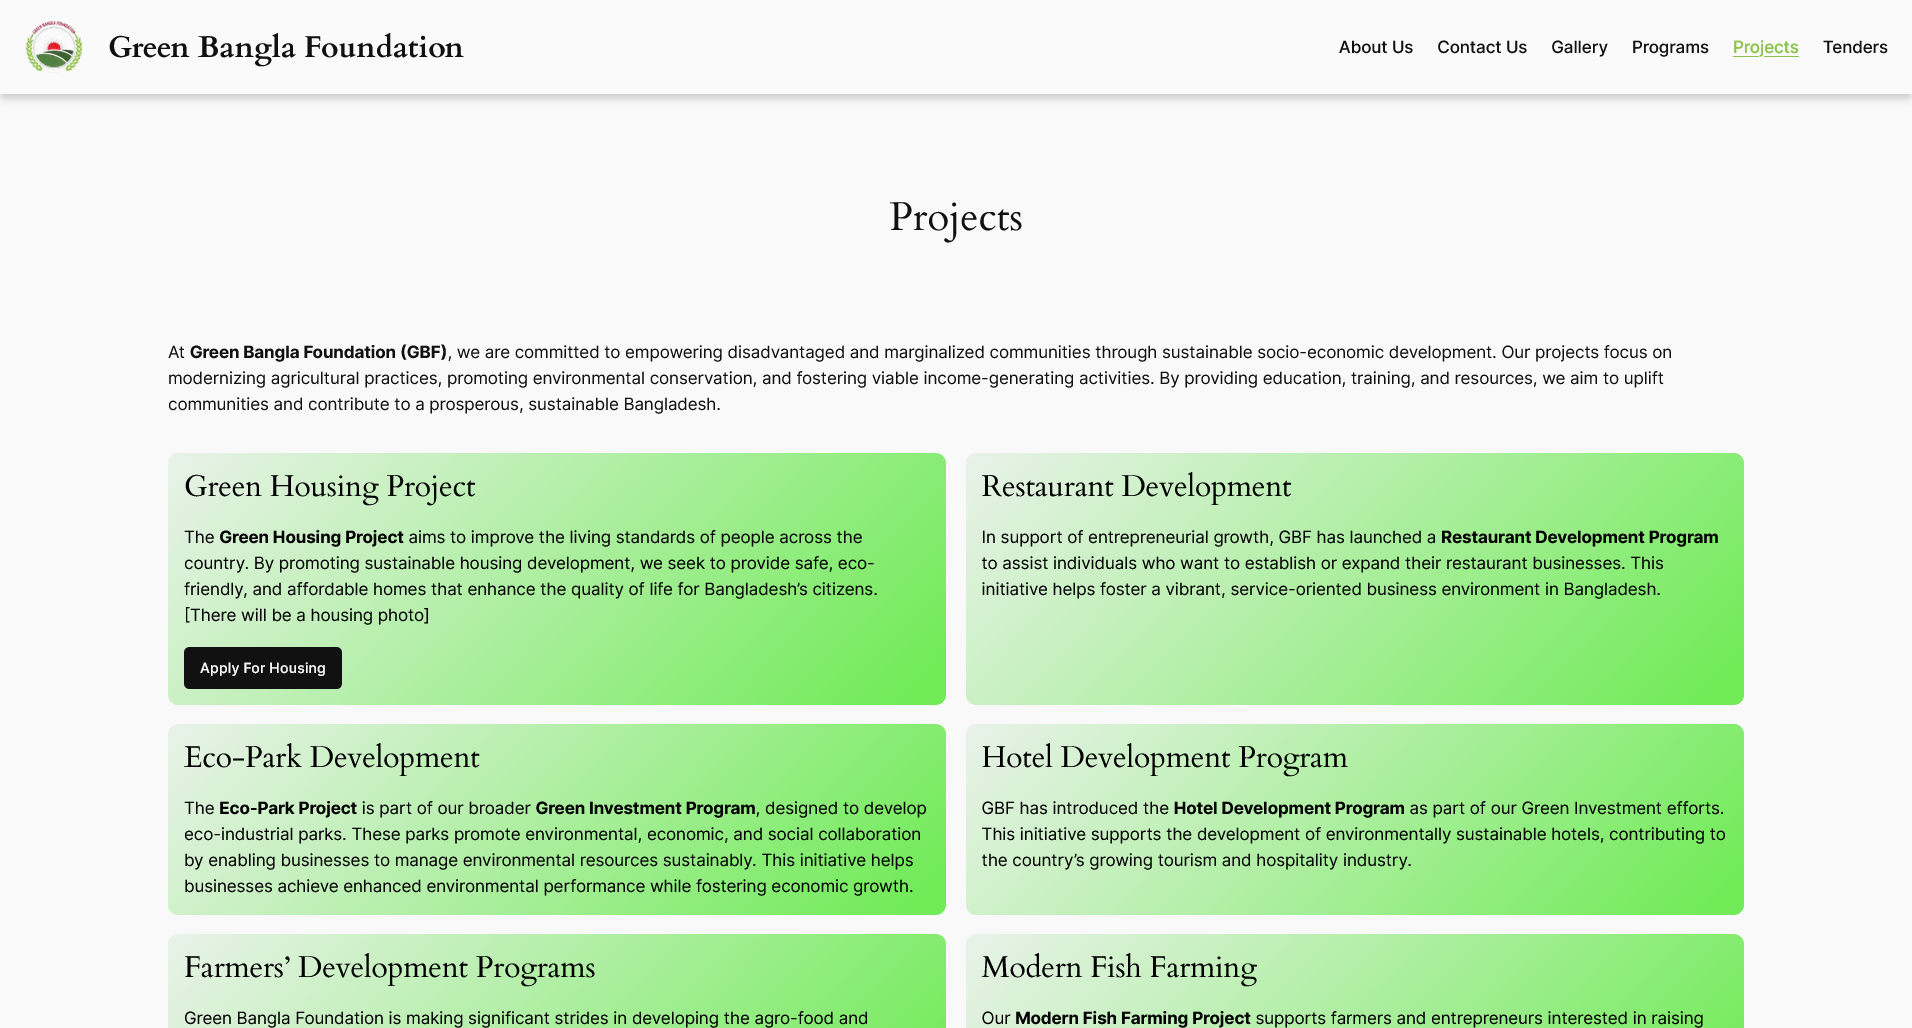 GREEN BANGLA FOUNDATION
Green Bangla Foundation
About Us
Contact Us
Gallery
Programs
Projects
Tenders
Projects
At Green Bangla Foundation (GBF), we are committed to empowering disadvantaged and marginalized communities through sustainable socio-economic development. Our projects focus on
modernizing agricultural practices, promoting environmental conservation, and fostering viable income-generating activities. By providing education, training, and resources, we aim to uplift
communities and contribute to a prosperous, sustainable Bangladesh.
Green Housing Project
The Green Housing Project aims to improve the living standards of people across the
country. By promoting sustainable housing development, we seek to provide safe, eco-
friendly, and affordable homes that enhance the quality of life for Bangladesh’s citizens.
[There will be a housing photo]
Apply For Housing
Restaurant Development
In support of entrepreneurial growth, GBF has launched a Restaurant Development Program
to assist individuals who want to establish or expand their restaurant businesses. This
initiative helps foster a vibrant, service-oriented business environment in Bangladesh.
Eco-Park Development
The Eco-Park Project is part of our broader Green Investment Program, designed to develop
eco-industrial parks. These parks promote environmental, economic, and social collaboration
by enabling businesses to manage environmental resources sustainably. This initiative helps
businesses achieve enhanced environmental performance while fostering economic growth.
Hotel Development Program
GBF has introduced the Hotel Development Program as part of our Green Investment efforts.
This initiative supports the development of environmentally sustainable hotels, contributing to
the country’s growing tourism and hospitality industry.
Farmers’ Development Programs
Green Bangla Foundation is making significant strides in developing the agro-food and
Modern Fish Farming
Our Modern Fish Farming Project supports farmers and entrepreneurs interested in raising